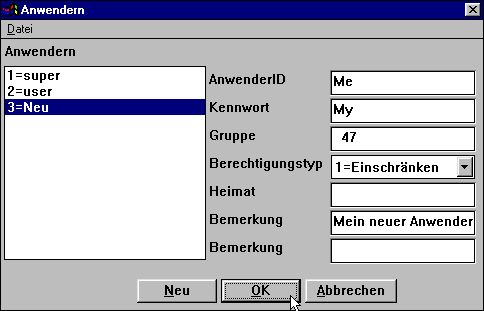 Anwendern
Datei
Anwendern
1=super
2=user
3=Neu
AnwenderID Me
Kennwort My
Gruppe 47
Berechtigungstyp 1=Einschränken
Heimat
Bemerkung Mein neuer Anwender
Bemerkung
Neu OK Abbrechen